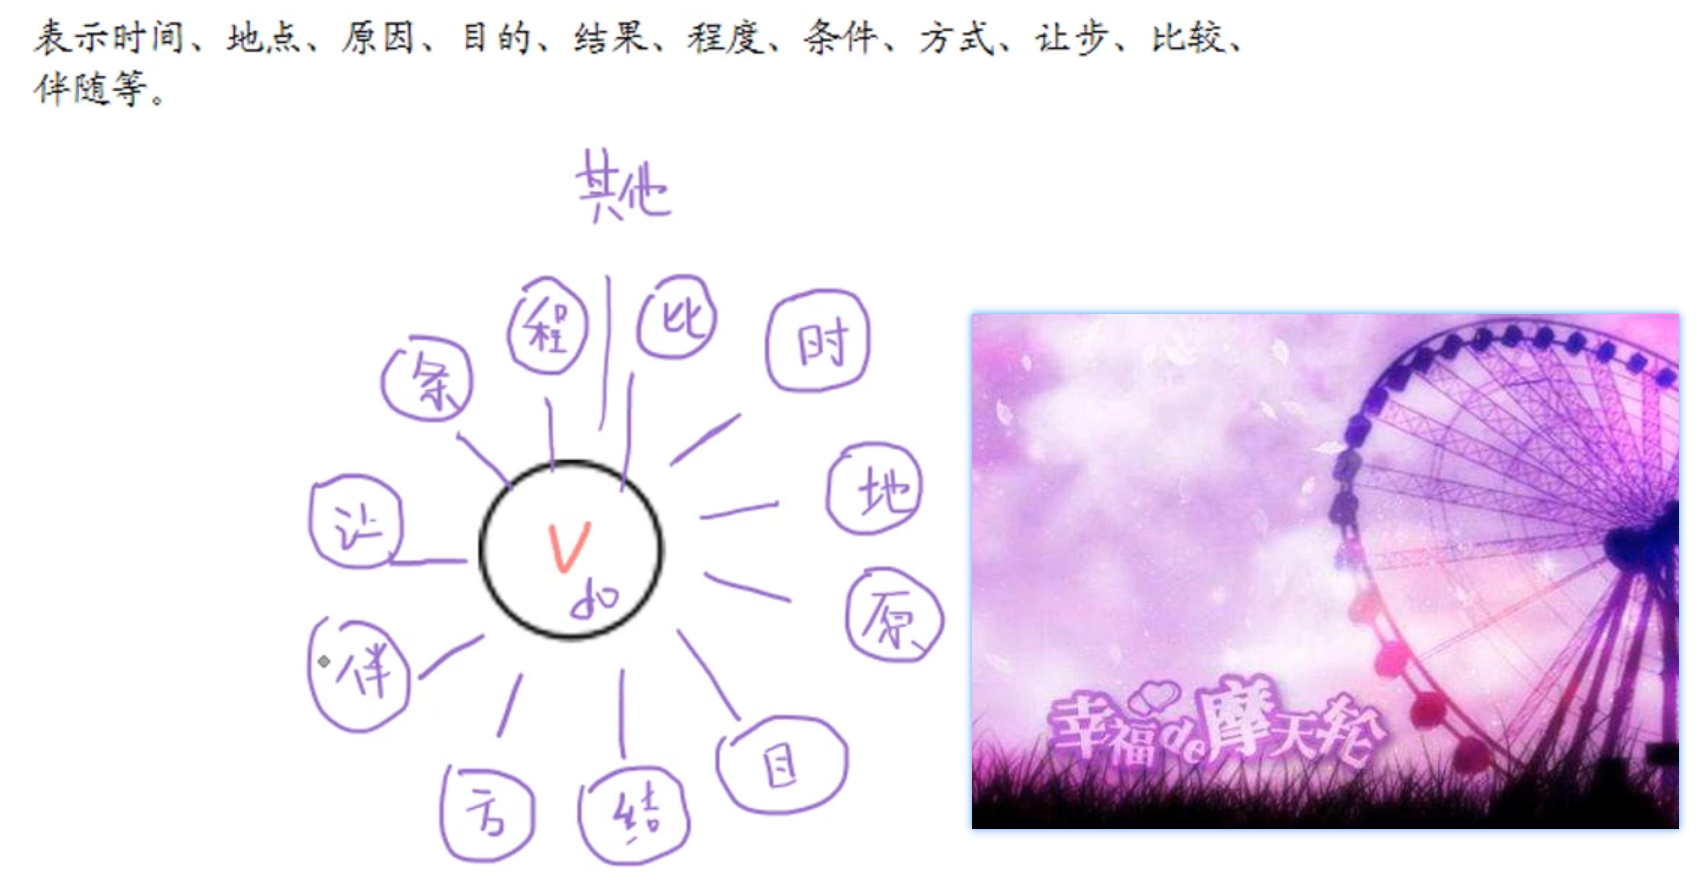 表示时间、地点、原因、目的、结果、程度、条件、方式、让步、比较、
伴随等。
其他
程
比
时
条
地
让
V
do
原
伴
目
方
结
幸福de摩天轮